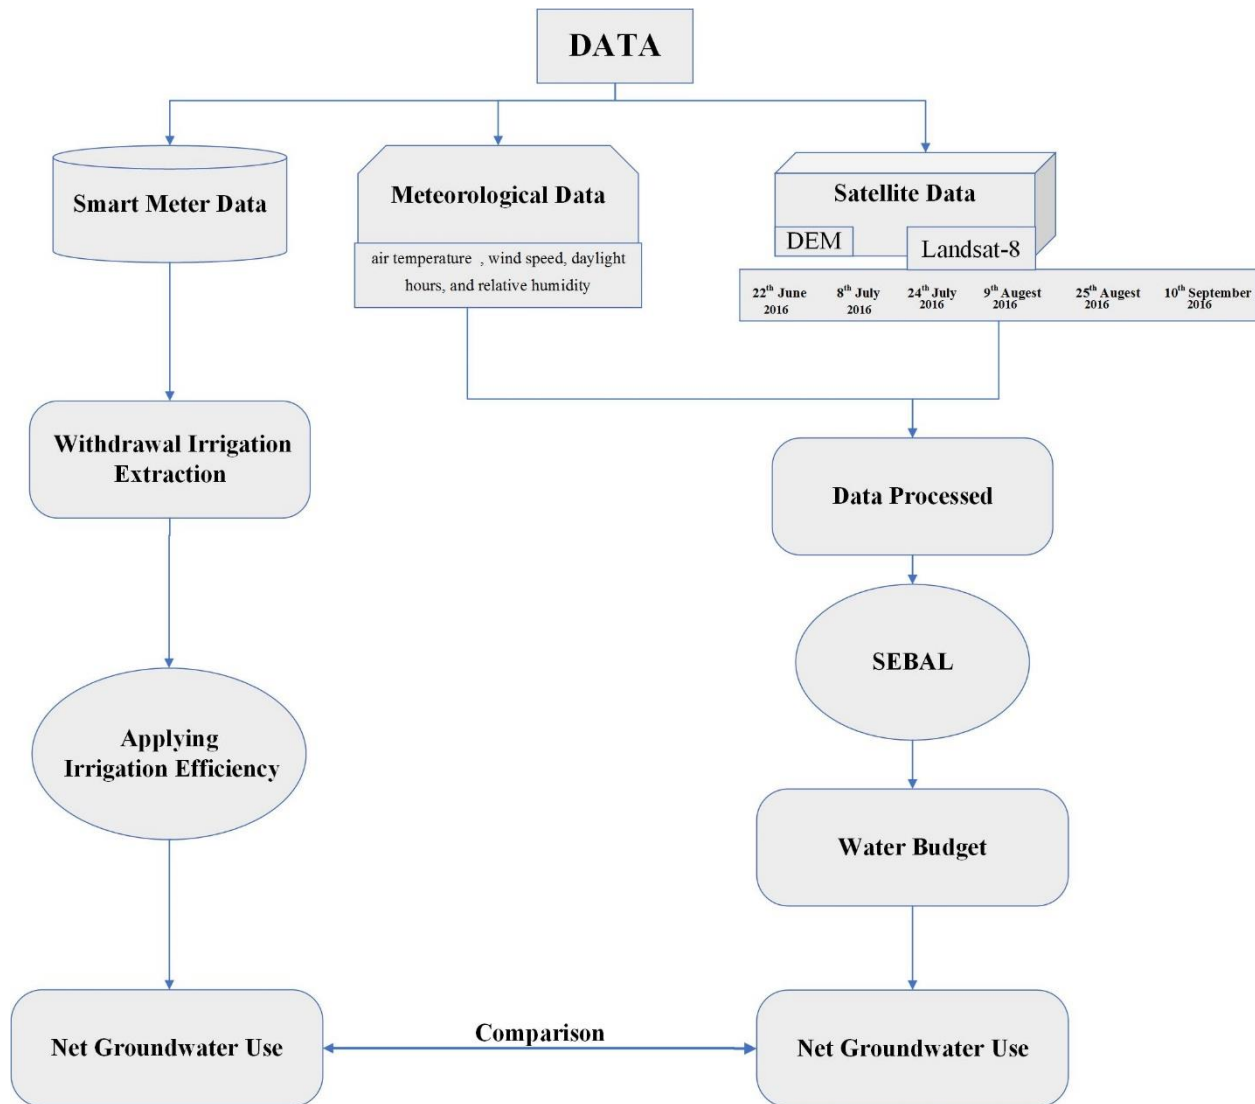 DATA
Smart Meter Data
Meteorological Data
air temperature , wind speed, daylight
hours, and relative humidity
Satellite Data
DEM
Landsat-8
22th June
2016
8th July
2016
24th July
2016
9th Augest
2016
25th Augest
2016
10th September
2016
Withdrawal Irrigation
Extraction
Data Processed
SEBAL
Applying
Irrigation Efficiency
Water Budget
Net Groundwater Use
Comparison
Net Groundwater Use